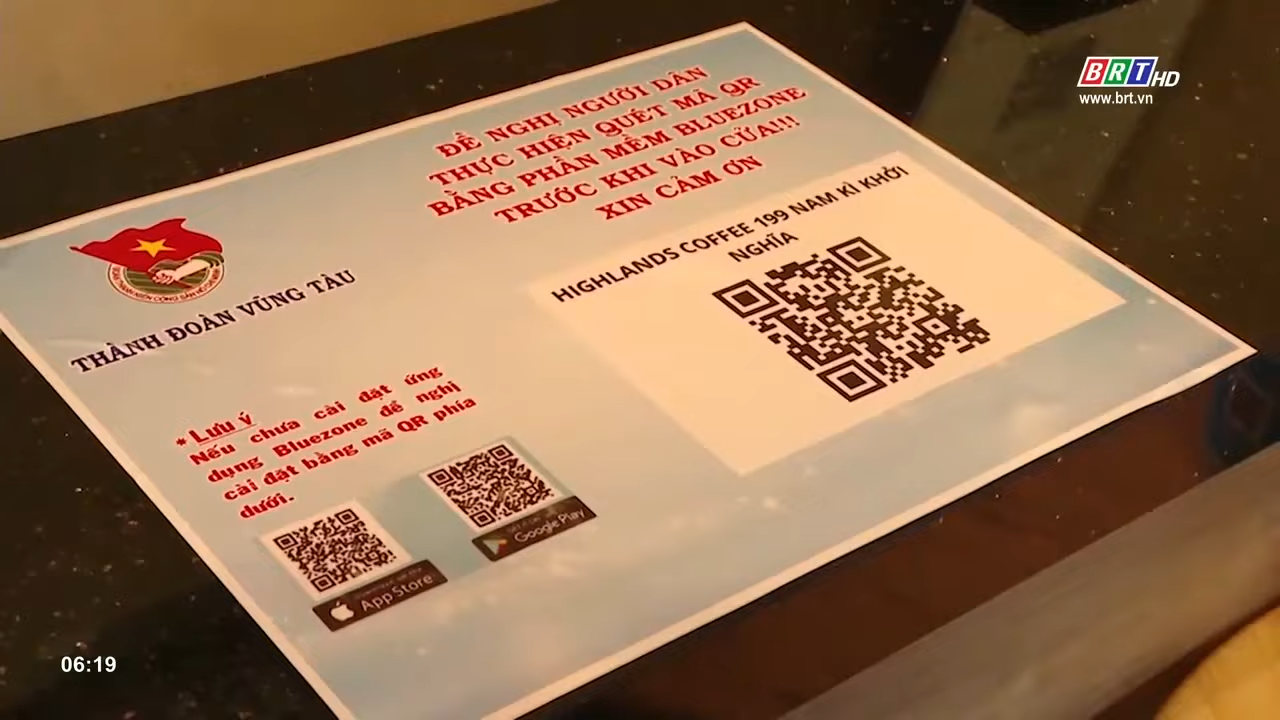 BRT HD
www.brt.vn
ĐỀ NGHỊ NGƯỜI DÂN
THỰC HIỆN QUÉT MÃ QR
BẰNG PHẦN MỀM BLUEZONE
TRƯỚC KHI VÀO CỬA!!!
XIN CẢM ƠN
HIGHLANDS COFFEE 199 NAM KÌ KHỞI
NGHĨA
THÀNH ĐOÀN VŨNG TÀU
* Lưu ý
Nếu chưa cài đặt ứng
dụng Bluezone đề nghị
cài đặt bằng mã QR phía
dưới.
App Store
Google Play
06:19